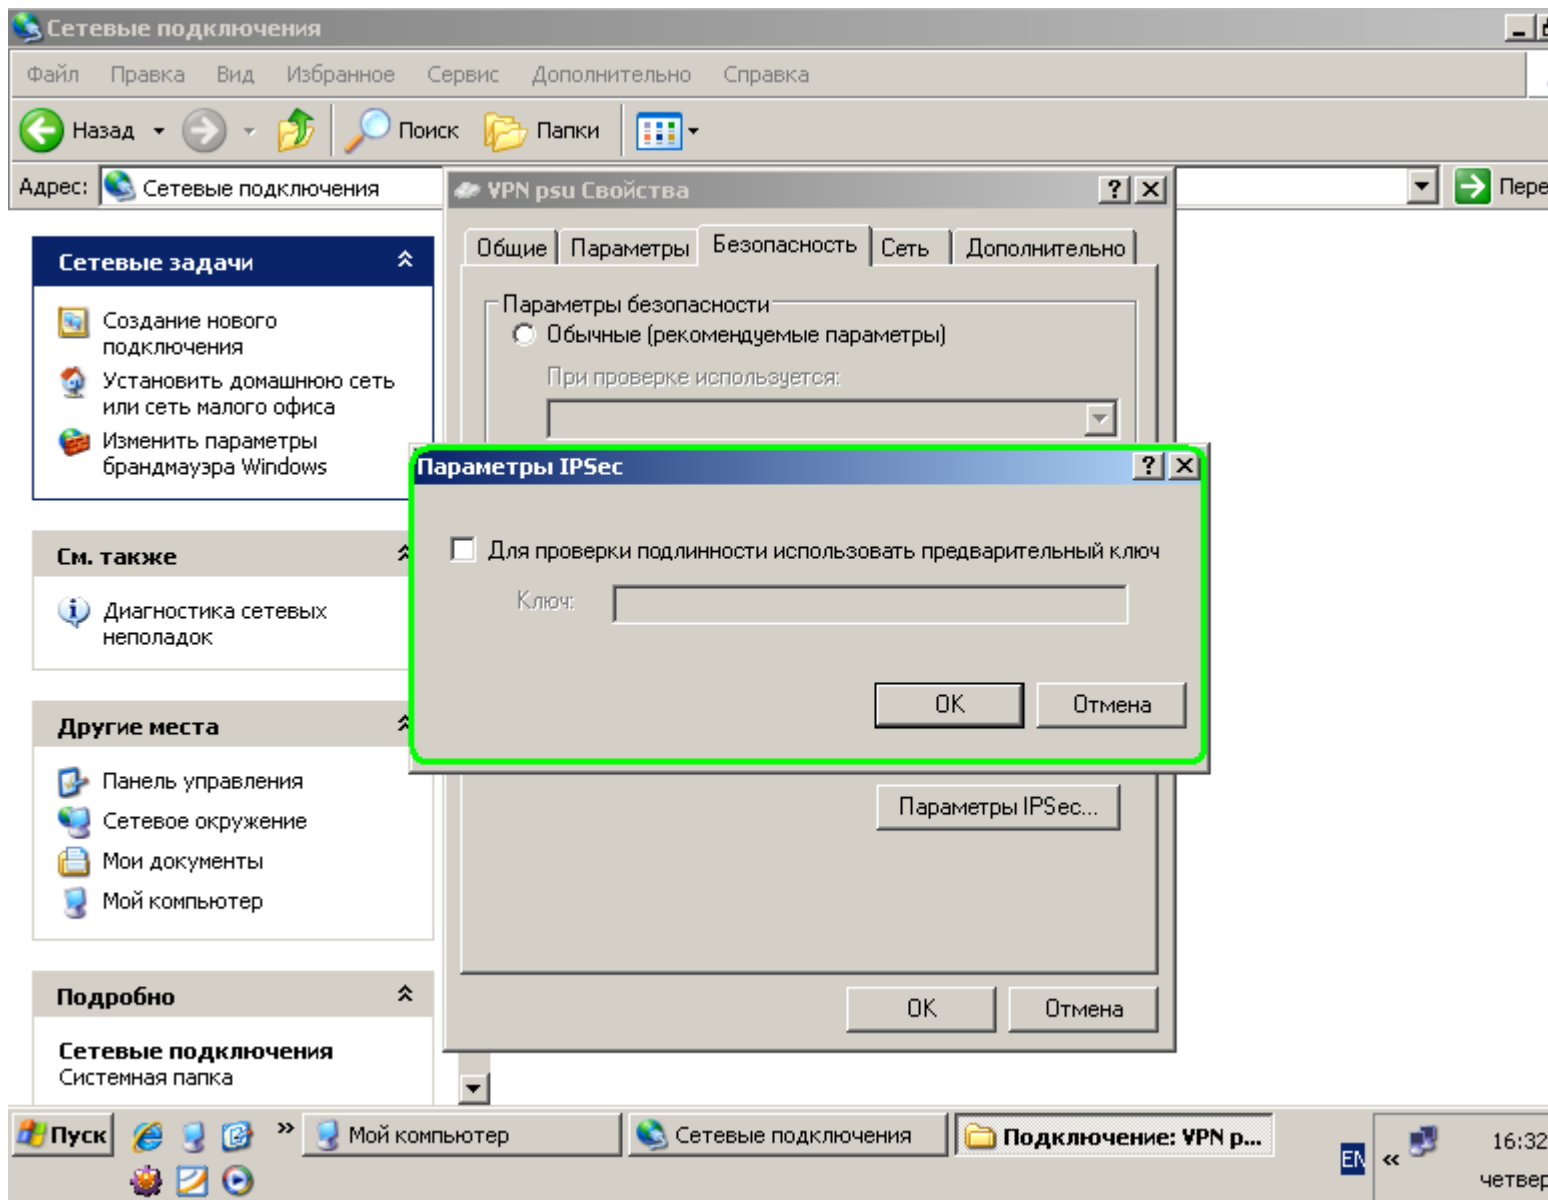 Сетевые подключения
Файл Правка Вид Избранное Сервис Дополнительно Справка
Назад Поиск Папки
Адрес: Сетевые подключения
VPN psu Свойства
Общие Параметры Безопасность Сеть Дополнительно
Параметры безопасности
Обычные (рекомендуемые параметры)
При проверке используется:
Сетевые задачи
Создание нового
подключения
Установить домашнюю сеть
или сеть малого офиса
Изменить параметры
брандмауэра Windows
Параметры IPSec
Для проверки подлинности использовать предварительный ключ
Ключ:
OK Отмена
См. также
Диагностика сетевых
неполадок
Другие места
Панель управления
Сетевое окружение
Мои документы
Мой компьютер
Параметры IPSec...
OK Отмена
Подробно
Сетевые подключения
Системная папка
Пуск » Мой компьютер Сетевые подключения Подключение: VPN p... EN « 16:32
четвер